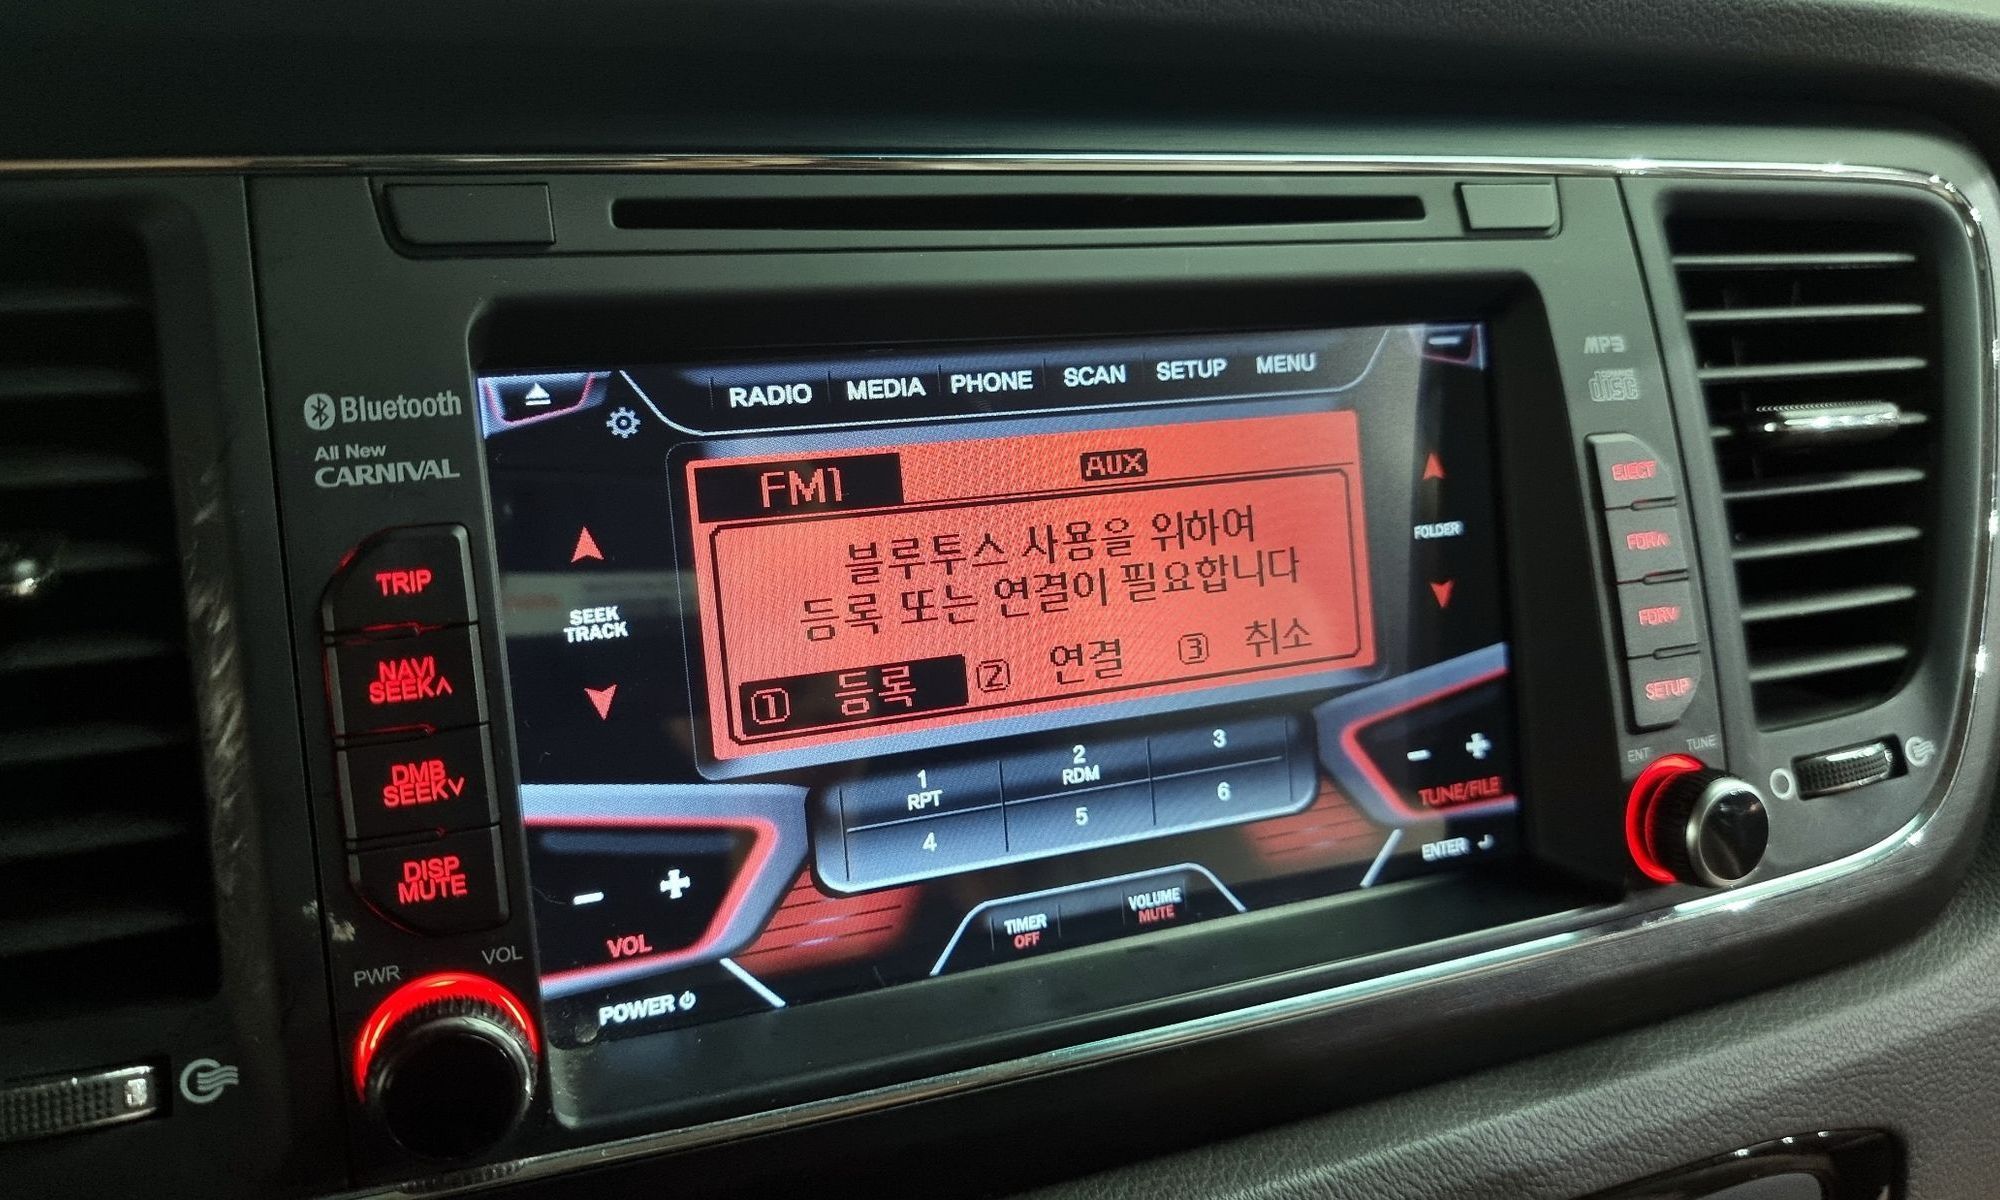 Bluetooth
All New
CARNIVAL
TRIP
NAVI
SEEK∧
DMB
SEEK∨
DISP
MUTE
PWR
VOL
RADIO MEDIA PHONE SCAN SETUP MENU
FM1
AUX
블루투스 사용을 위하여
등록 또는 연결이 필요합니다
① 등록 ② 연결 ③ 취소
SEEK
TRACK
FOLDER
1
RPT
2
RDM
3
4
5
6
- +
VOL
- +
TUNE/FILE
ENTER
POWER
TIMER
OFF
VOLUME
MUTE
MP3
COMPACT
disc
EJECT
FDR∧
FDR∨
SETUP
ENT
TUNE